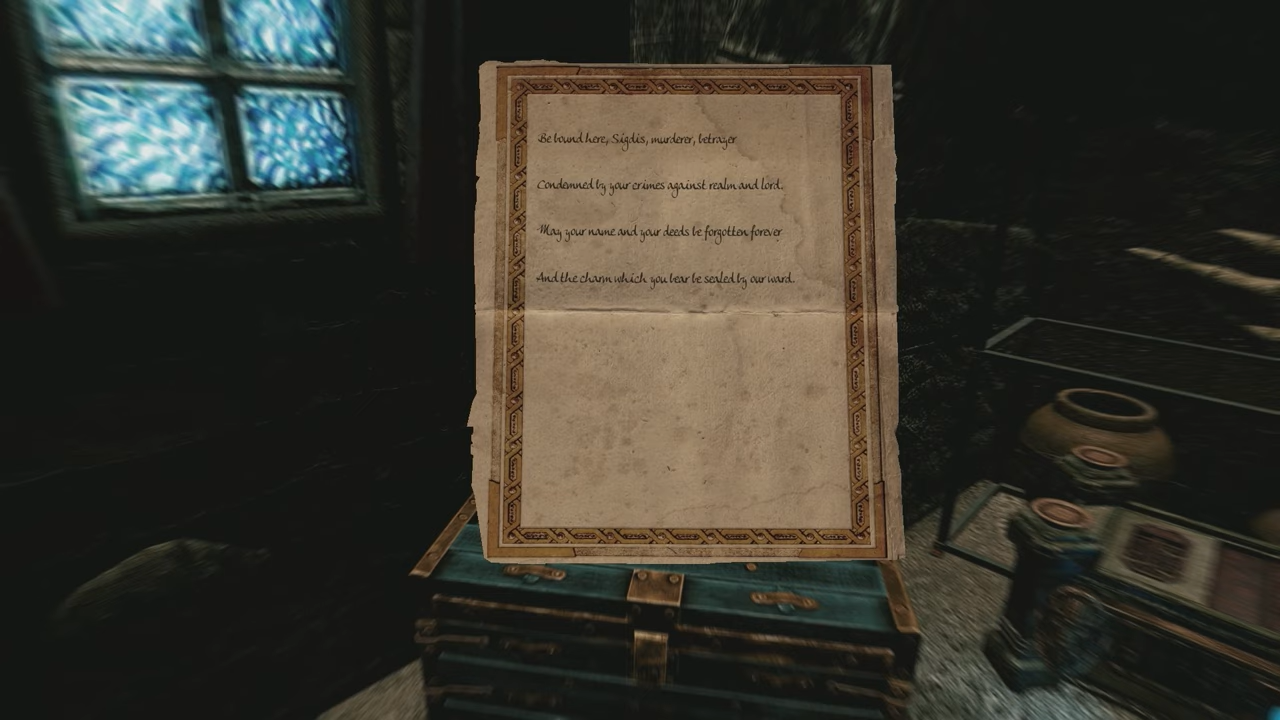 Be bound here, Sigdis, murderer, betrayer
Condemned by your crimes against realm and lord.
May your name and your deeds be forgotten forever
And the charm which you bear be sealed by our ward.